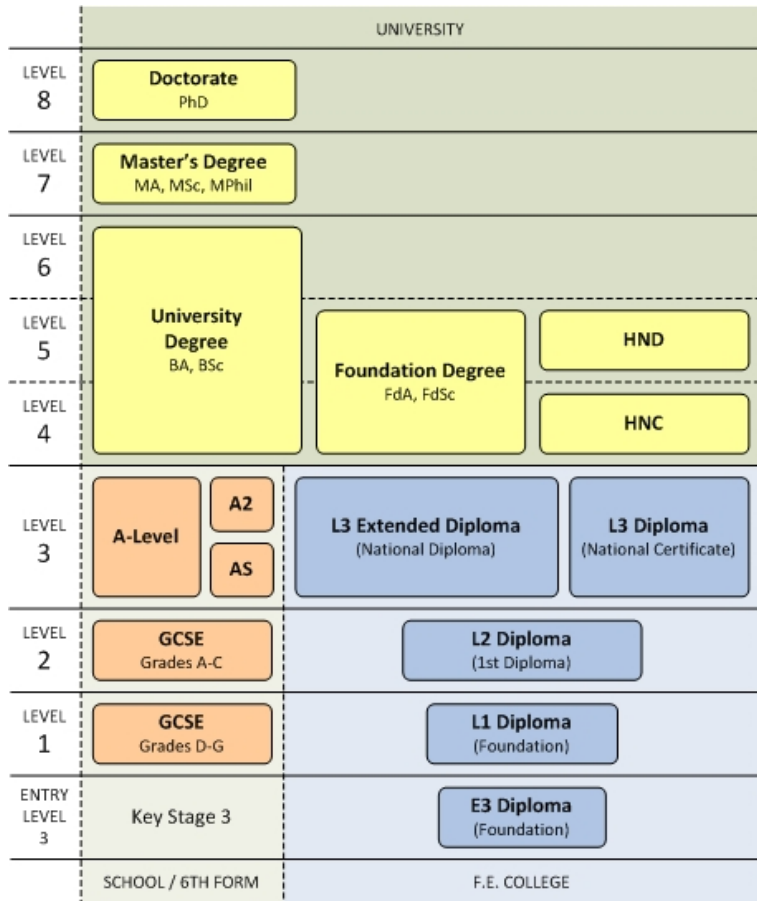 UNIVERSITY
LEVEL
8
Doctorate
PhD
LEVEL
7
Master's Degree
MA, MSc, MPhil
LEVEL
6
University
Degree
BA, BSc
LEVEL
5
Foundation Degree
FdA, FdSc
HND
LEVEL
4
HNC
LEVEL
3
A-Level
A2
AS
L3 Extended Diploma
(National Diploma)
L3 Diploma
(National Certificate)
LEVEL
2
GCSE
Grades A-C
L2 Diploma
(1st Diploma)
LEVEL
1
GCSE
Grades D-G
L1 Diploma
(Foundation)
ENTRY
LEVEL
3
Key Stage 3
E3 Diploma
(Foundation)
SCHOOL / 6TH FORM
F.E. COLLEGE